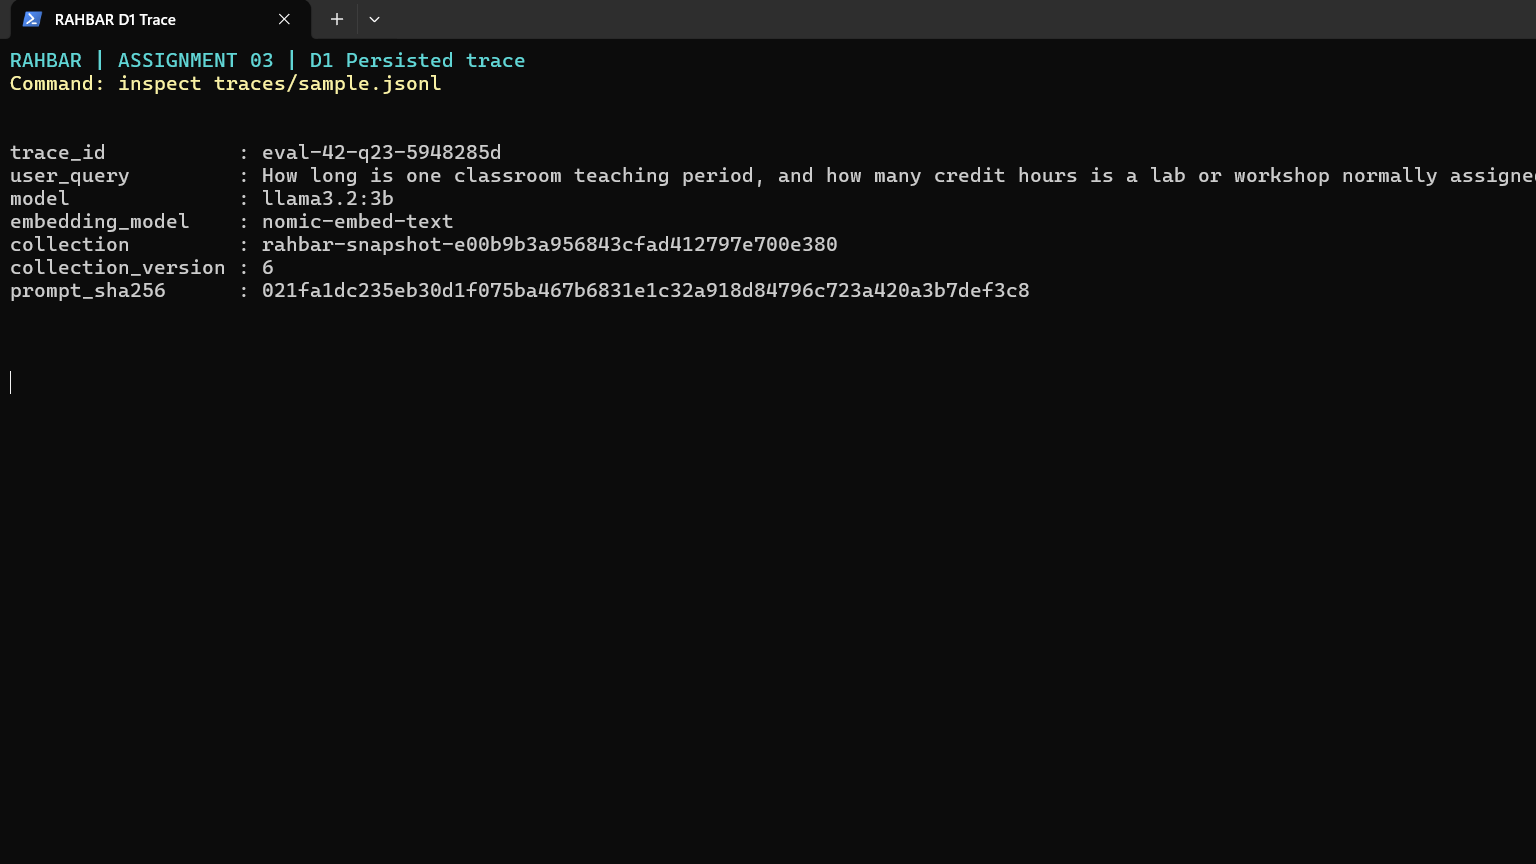 RAHBAR D1 Trace
RAHBAR | ASSIGNMENT 03 | D1 Persisted trace
Command: inspect traces/sample.jsonl
trace_id : eval-42-q23-5948285d
user_query : How long is one classroom teaching period, and how many credit hours is a lab or workshop normally assigne
model : llama3.2:3b
embedding_model : nomic-embed-text
collection : rahbar-snapshot-e00b9b3a956843cfad412797e700e380
collection_version : 6
prompt_sha256 : 021fa1dc235eb30d1f075ba467b6831e1c32a918d84796c723a420a3b7def3c8